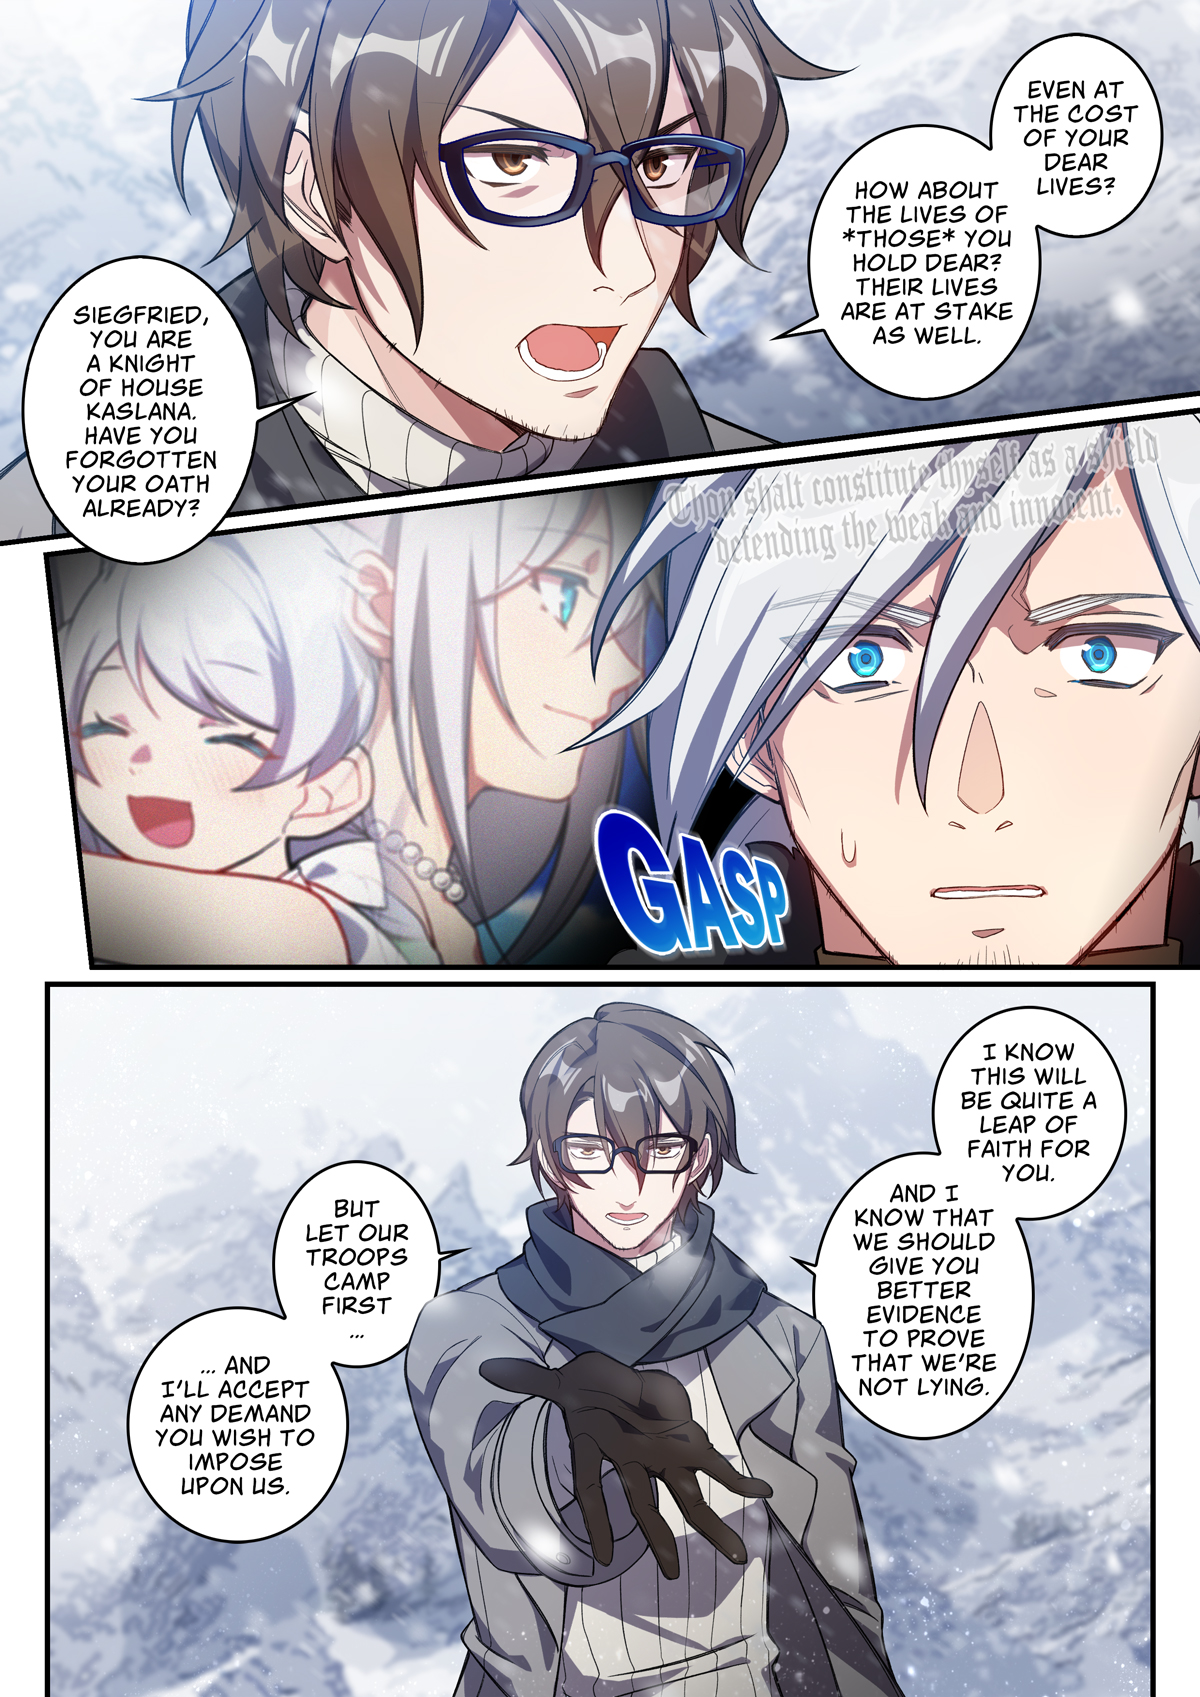 EVEN AT
THE COST
OF YOUR
DEAR
LIVES?
HOW ABOUT
THE LIVES OF
*THOSE* YOU
HOLD DEAR?
THEIR LIVES
ARE AT STAKE
AS WELL.
SIEGFRIED,
YOU ARE
A KNIGHT
OF HOUSE
KASLANA.
HAVE YOU
FORGOTTEN
YOUR OATH
ALREADY?
Thou shalt constitute thyself as a shield
defending the weak and innocent.
GASP
I KNOW
THIS WILL
BE QUITE A
LEAP OF
FAITH FOR
YOU.
AND I
KNOW THAT
WE SHOULD
GIVE YOU
BETTER
EVIDENCE
TO PROVE
THAT WE'RE
NOT LYING.
BUT
LET OUR
TROOPS
CAMP
FIRST
...
... AND
I'LL ACCEPT
ANY DEMAND
YOU WISH TO
IMPOSE
UPON US.